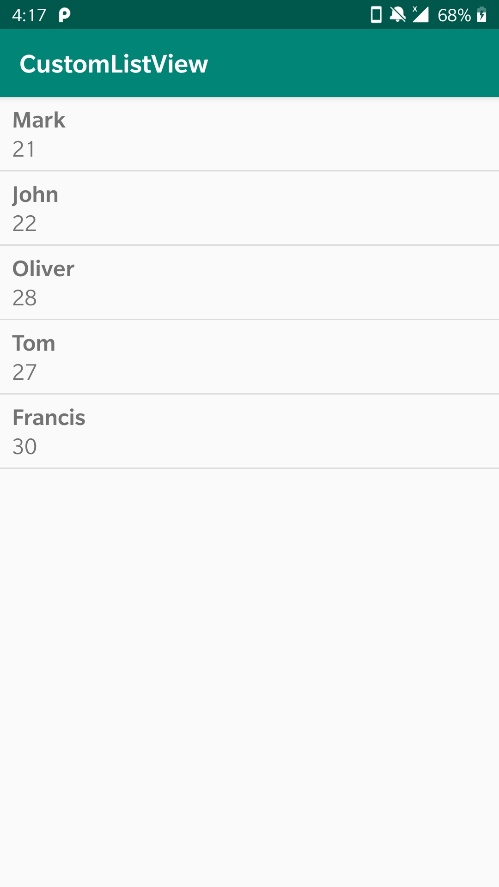 4:17 68%
CustomListView
Mark
21
John
22
Oliver
28
Tom
27
Francis
30